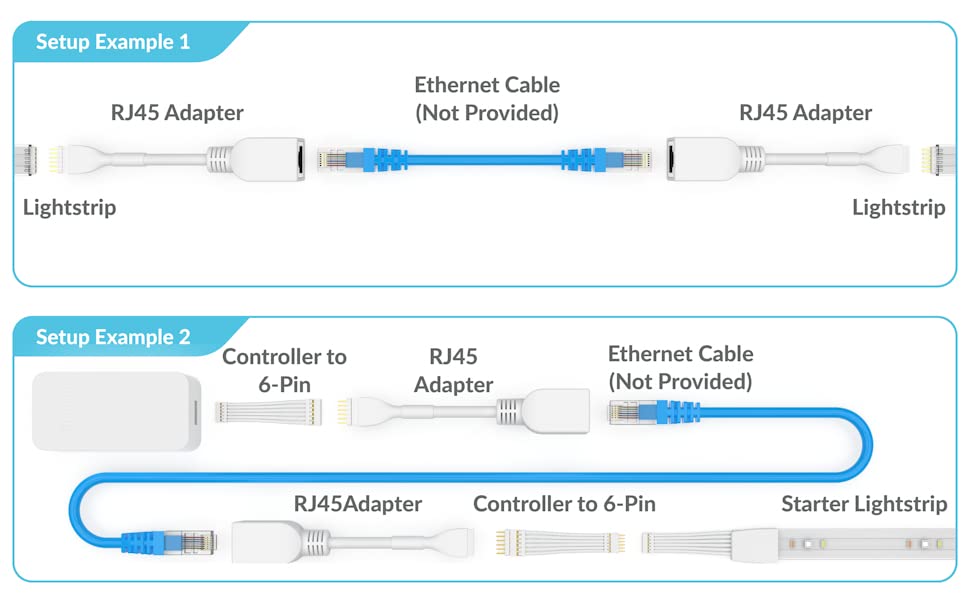 Setup Example 1
Ethernet Cable
(Not Provided)
RJ45 Adapter
RJ45 Adapter
Lightstrip
Lightstrip
Setup Example 2
Controller to
6-Pin
RJ45
Adapter
Ethernet Cable
(Not Provided)
RJ45Adapter
Controller to 6-Pin
Starter Lightstrip